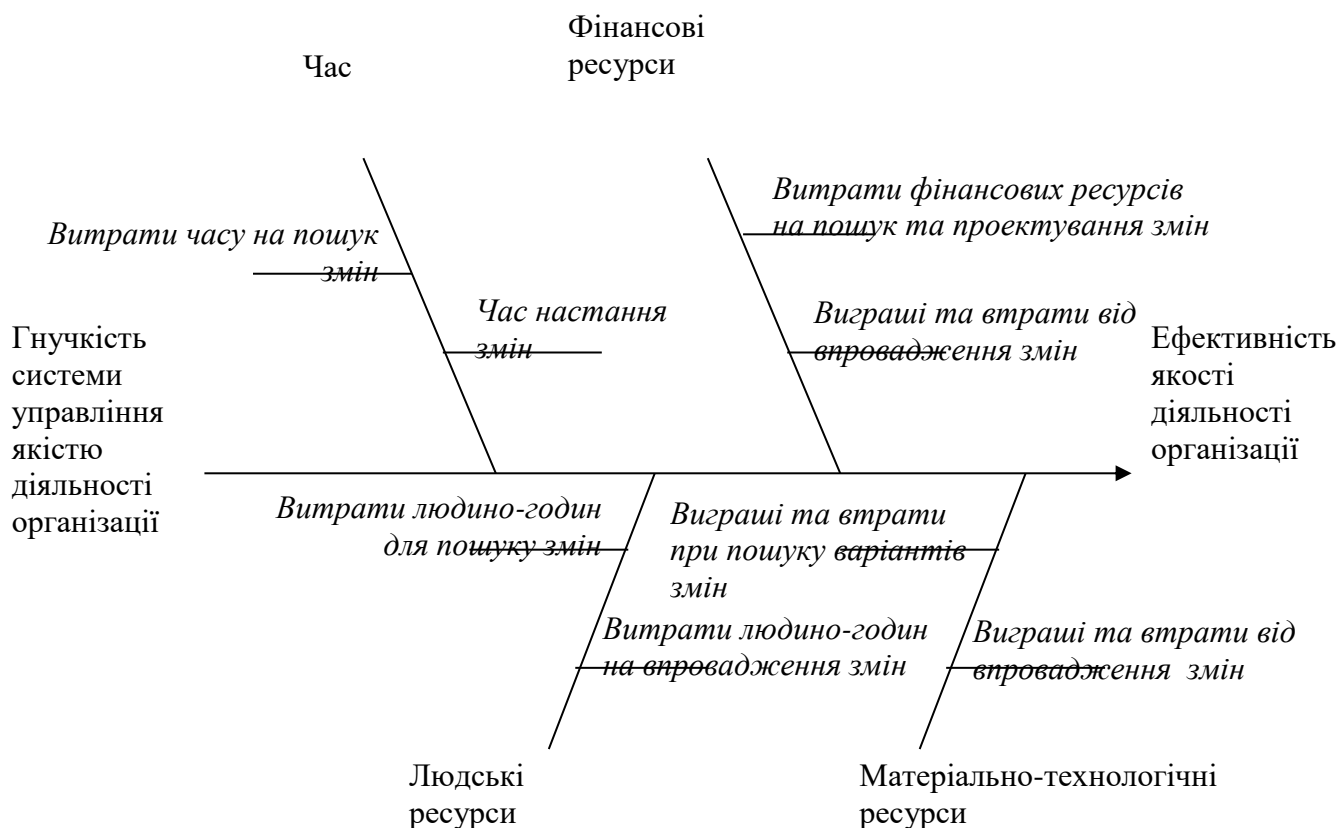 Фінансові
ресурси
Час
Витрати фінансових ресурсів
на пошук та проектування змін
Витрати часу на пошук
змін
Час настання
змін
Виграші та втрати від
впровадження змін
Гнучкість
системи
управління
якістю
діяльності
організації
Ефективність
якості
діяльності
організації
Витрати людино-годин
для пошуку змін
Виграші та втрати
при пошуку варіантів
змін
Витрати людино-годин
на впровадження змін
Виграші та втрати від
впровадження змін
Людські
ресурси
Матеріально-технологічні
ресурси